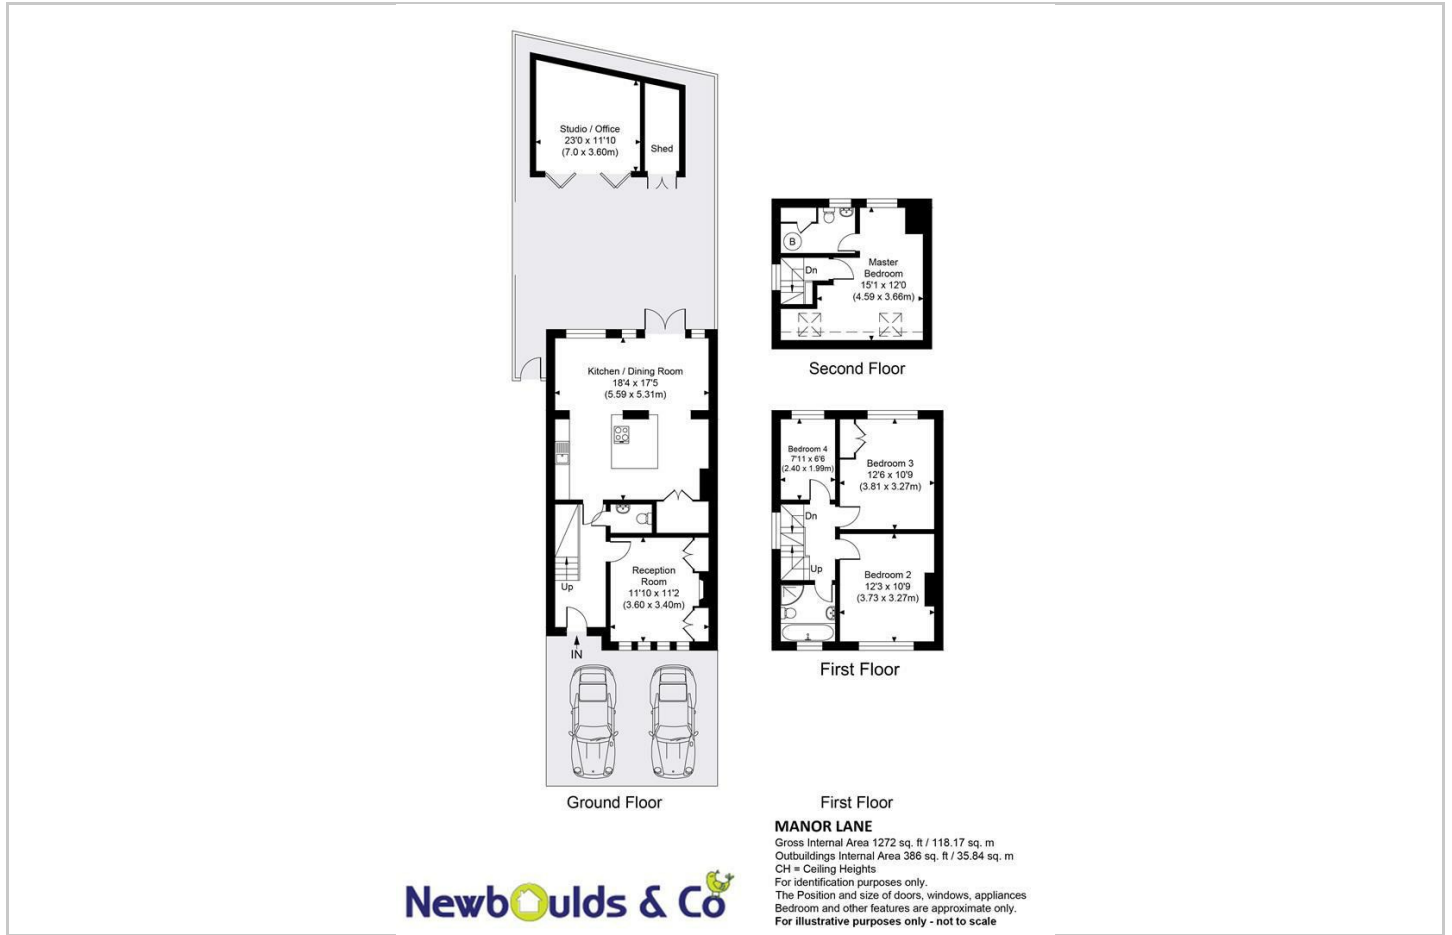 Studio / Office
23'0 x 11'10
(7.0 x 3.60m)
Shed
Kitchen / Dining Room
18'4 x 17'5
(5.59 x 5.31m)
Up
Reception
Room
11'10 x 11'2
(3.60 x 3.40m)
IN
Ground Floor
B
Dn
Master
Bedroom
15'1 x 12'0
(4.59 x 3.66m)
Second Floor
Bedroom 4
7'11 x 6'6
(2.40 x 1.99m)
Bedroom 3
12'6 x 10'9
(3.81 x 3.27m)
Dn
Up
Bedroom 2
12'3 x 10'9
(3.73 x 3.27m)
First Floor
First Floor
MANOR LANE
Gross Internal Area 1272 sq. ft / 118.17 sq. m
Outbuildings Internal Area 386 sq. ft / 35.84 sq. m
CH = Ceiling Heights
For identification purposes only.
The Position and size of doors, windows, appliances
Bedroom and other features are approximate only.
For illustrative purposes only - not to scale
Newboulds & Co